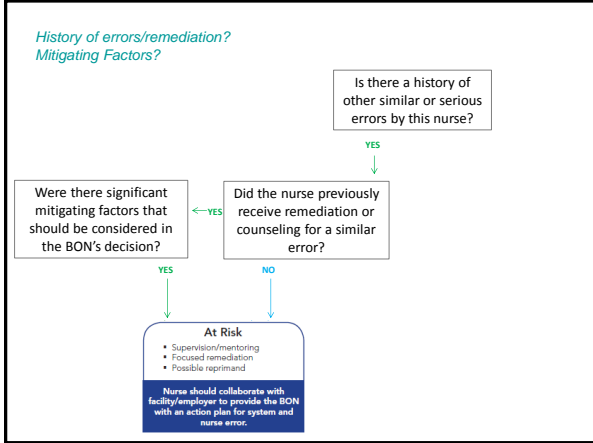 History of errors/remediation?
Mitigating Factors?
Is there a history of
other similar or serious
errors by this nurse?
YES
Were there significant
mitigating factors that
should be considered in
the BON's decision?
YES
Did the nurse previously
receive remediation or
counseling for a similar
error?
YES
NO
At Risk
▪ Supervision/mentoring
▪ Focused remediation
▪ Possible reprimand
Nurse should collaborate with
facility/employer to provide the BON
with an action plan for system and
nurse error.